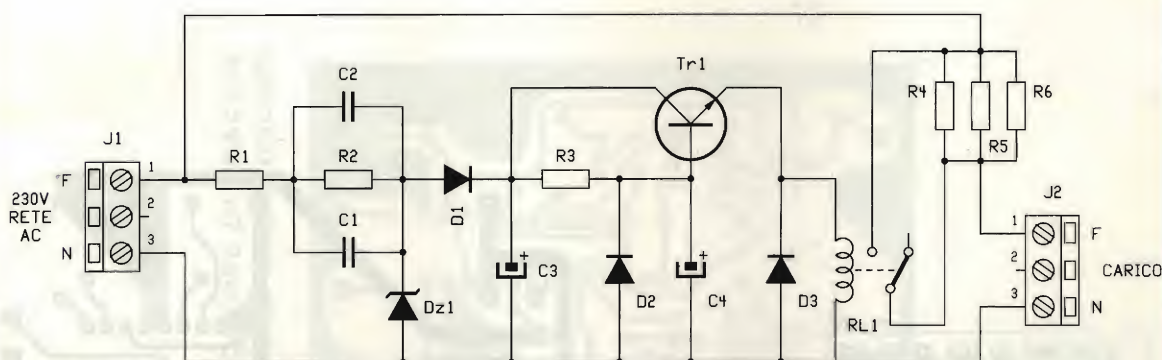 J1
F
230V
RETE
AC
N
1
2
3
R1
C2
R2
C1
Dz1
D1
C3
+
R3
Tr1
D2
C4
+
D3
RL1
R4
R5
R6
J2
1
2
3
F
CARICO
N